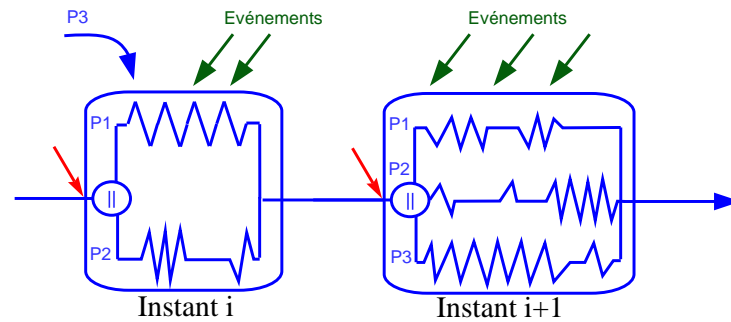 P3
Evénements
Evénements
P1
||
P2
P1
P2
||
P3
Instant i
Instant i+1